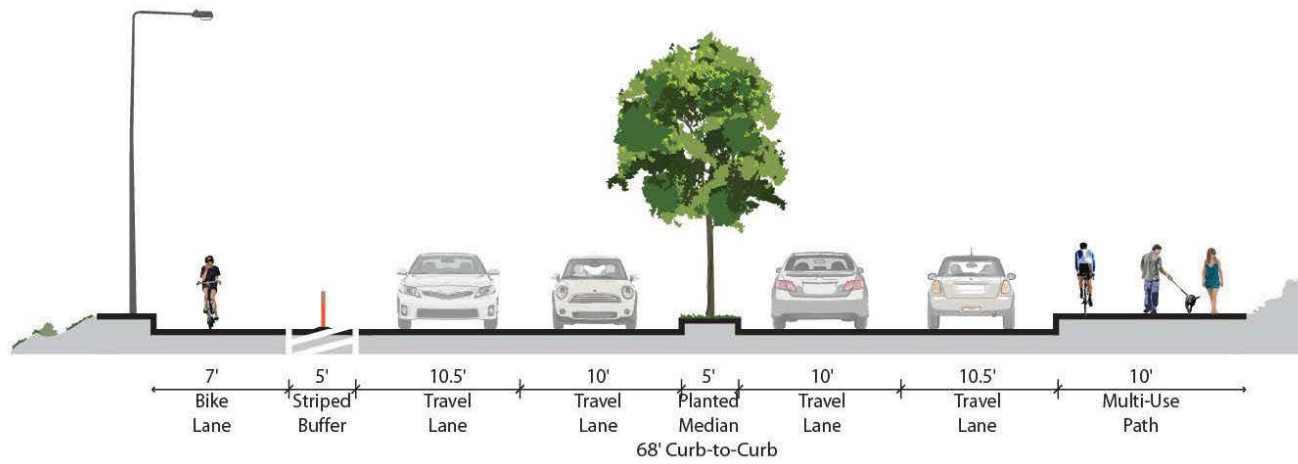 7' 5' 10.5' 10' 5' 10' 10.5' 10'
Bike Striped Travel Travel Planted Travel Travel Multi-Use
Lane Buffer Lane Lane Median Lane Lane Path
68' Curb-to-Curb